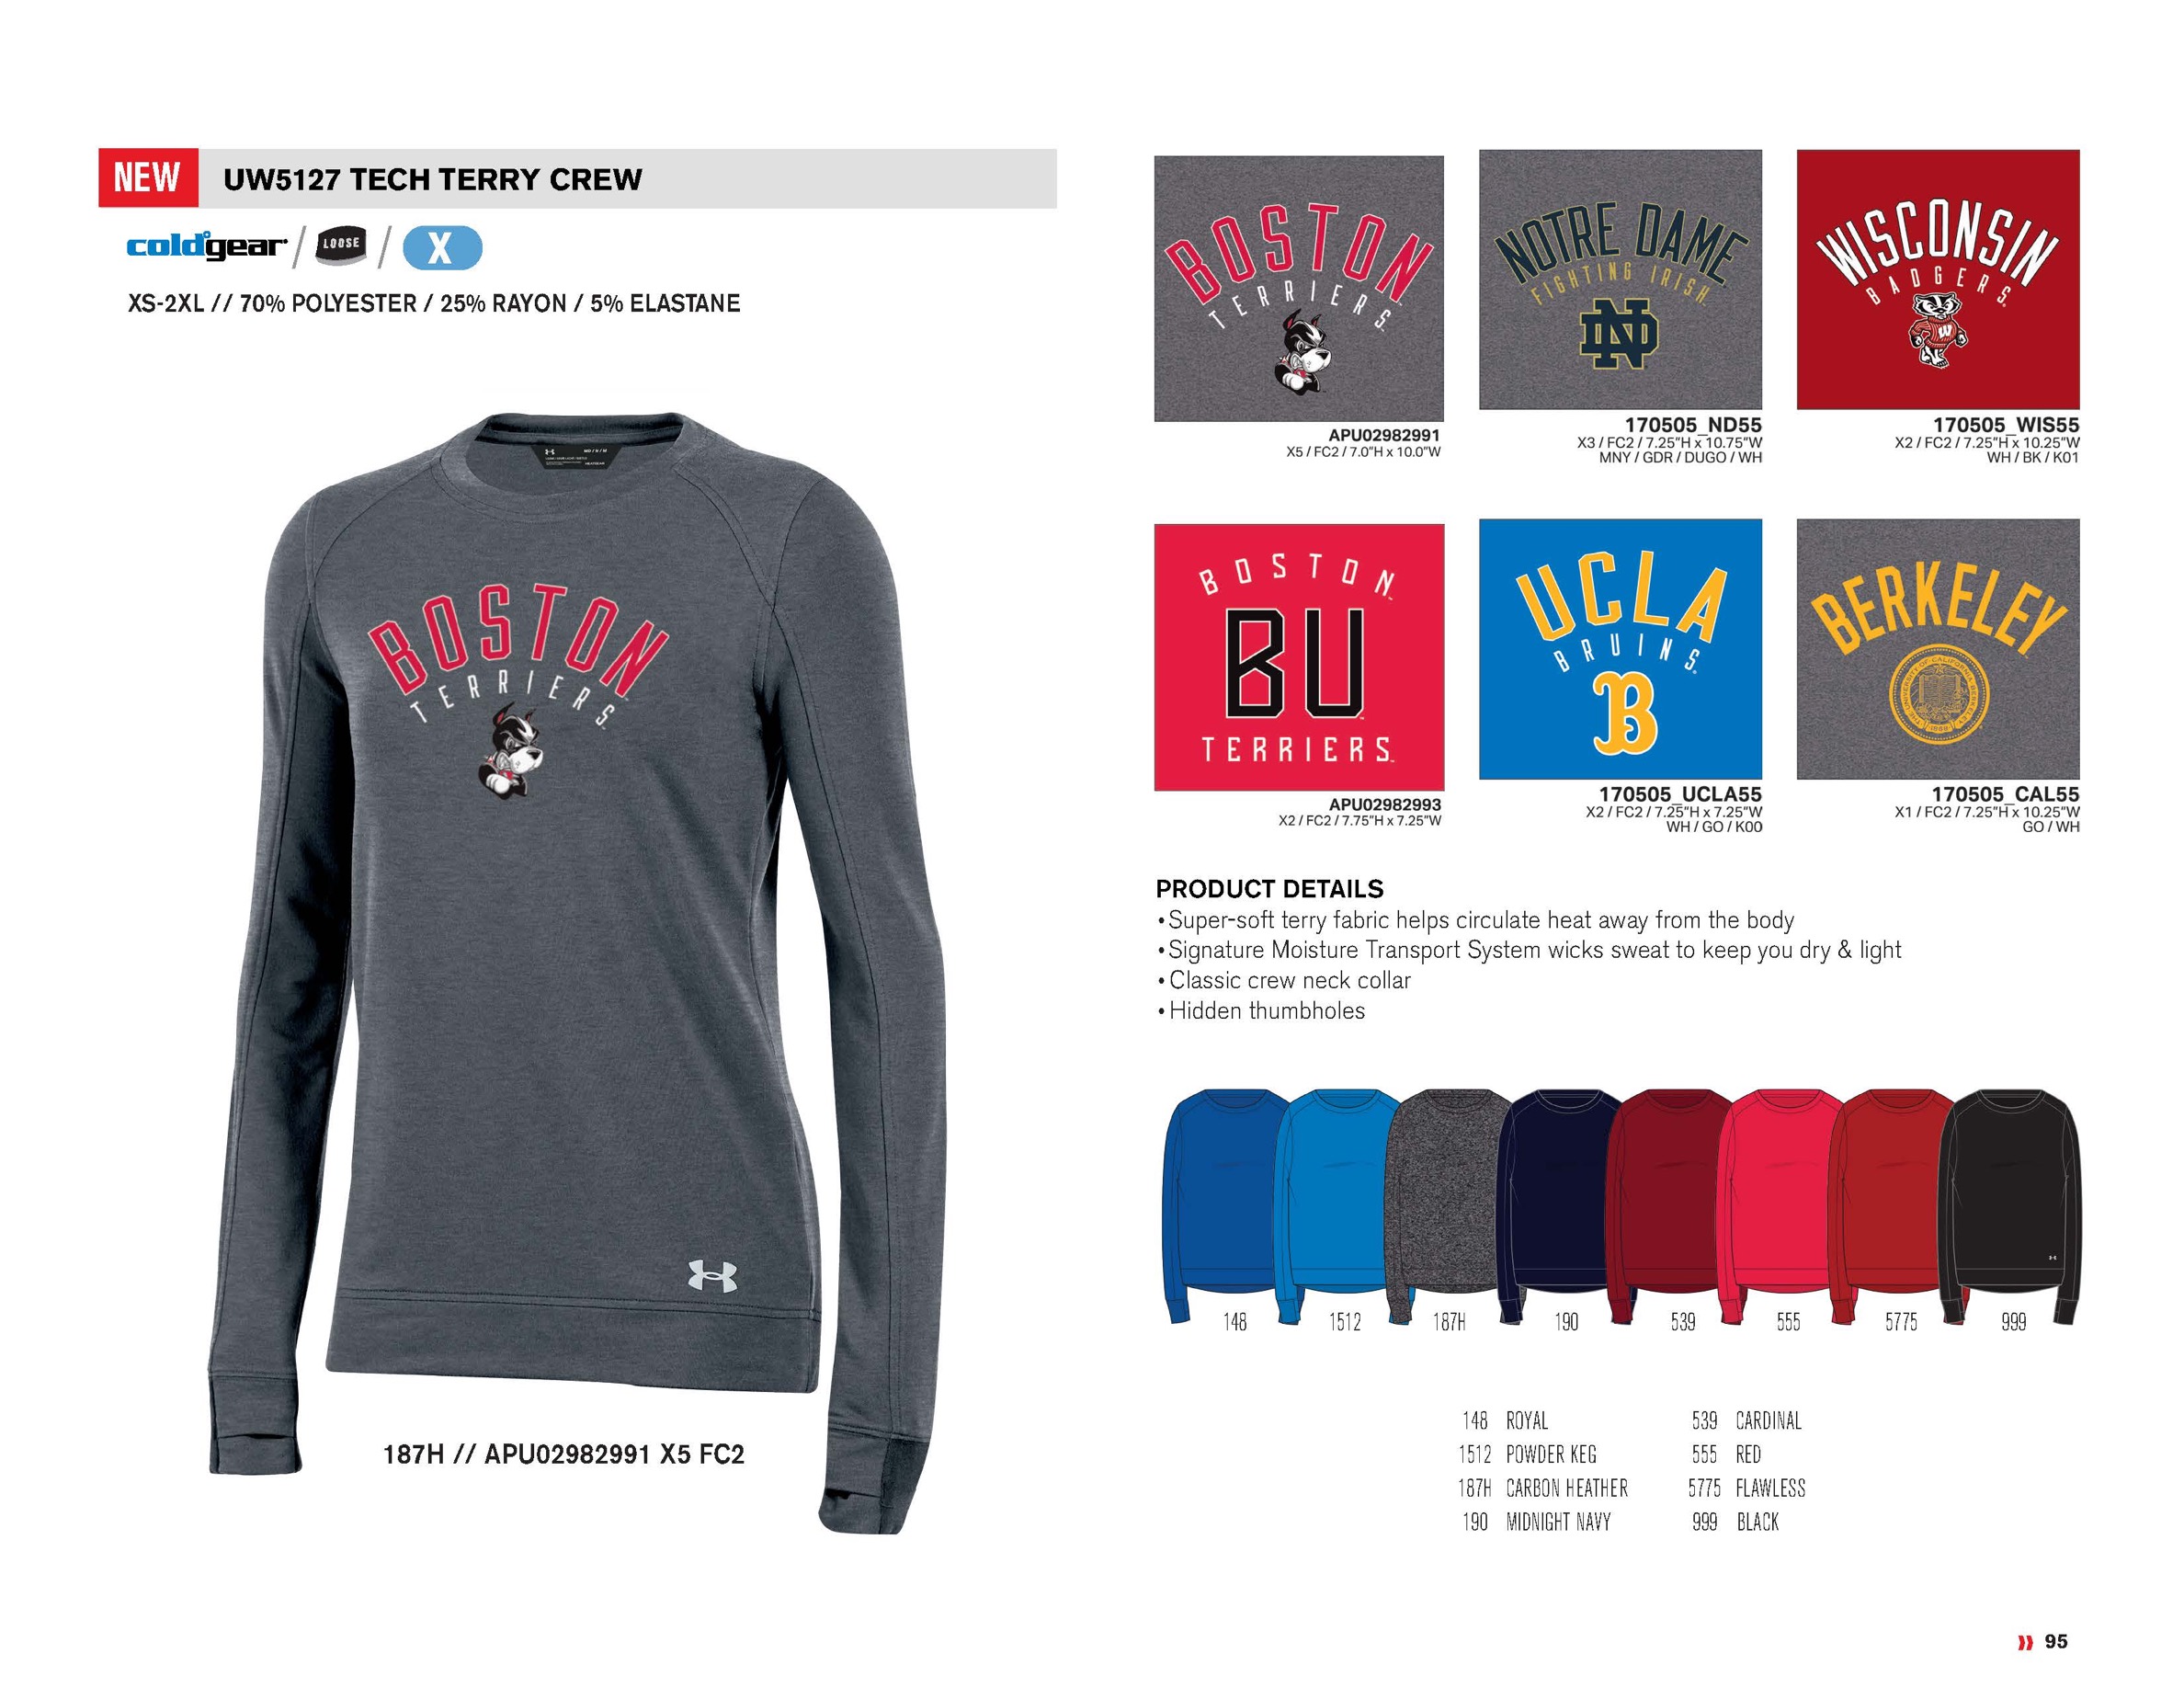 NEW
UW5127 TECH TERRY CREW
coldgear / LOOSE / X
XS-2XL // 70% POLYESTER / 25% RAYON / 5% ELASTANE
BOSTON
TERRIERS
187H // APU02982991 X5 FC2
BOSTON
TERRIERS
APU02982991
X5 / FC2 / 7.0"H x 10.0"W
NOTRE DAME
FIGHTING IRISH
ND
170505_ND55
X3 / FC2 / 7.25"H x 10.75"W
MNY / GDR / DUGO / WH
WISCONSIN
BADGERS
W
170505_WIS55
X2 / FC2 / 7.25"H x 10.25"W
WH / BK / K01
BOSTON
BU
TERRIERS
APU02982993
X2 / FC2 / 7.75"H x 7.25"W
UCLA
BRUINS
B
170505_UCLA55
X2 / FC2 / 7.25"H x 7.25"W
WH / GO / K00
BERKELEY
170505_CAL55
X1 / FC2 / 7.25"H x 10.25"W
GO / WH
PRODUCT DETAILS
• Super-soft terry fabric helps circulate heat away from the body
• Signature Moisture Transport System wicks sweat to keep you dry & light
• Classic crew neck collar
• Hidden thumbholes
148 1512 187H 190 539 555 5775 999
148 ROYAL
1512 POWDER KEG
187H CARBON HEATHER
190 MIDNIGHT NAVY
539 CARDINAL
555 RED
5775 FLAWLESS
999 BLACK
95